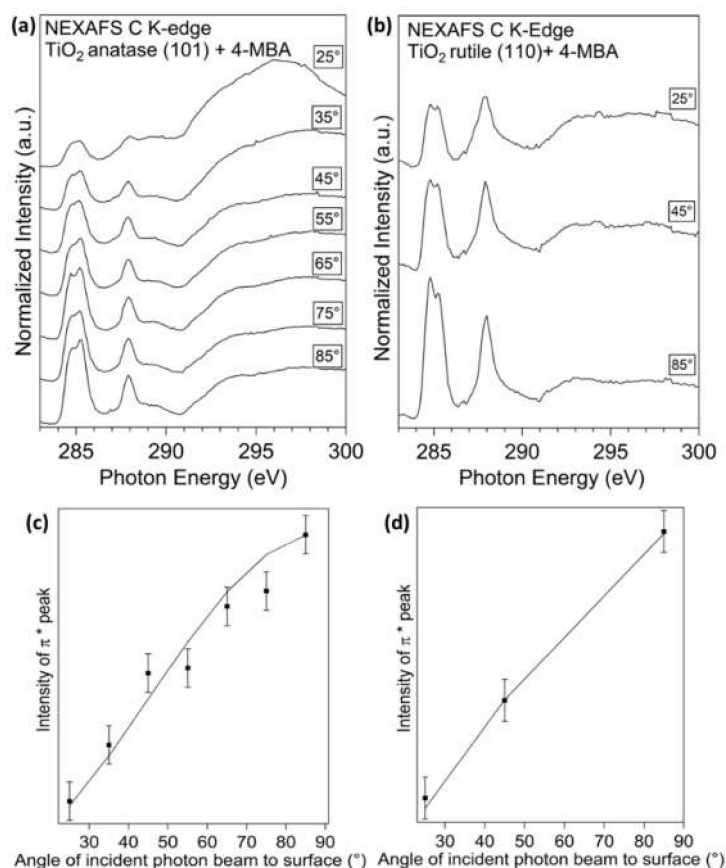 (a)
NEXAFS C K-edge
TiO2 anatase (101) + 4-MBA
25°
35°
45°
55°
65°
75°
85°
Normalized Intensity (a.u.)
285 290 295 300
Photon Energy (eV)
(b)
NEXAFS C K-Edge
TiO2 rutile (110)+ 4-MBA
25°
45°
85°
Normalized Intensity (a.u.)
285 290 295 300
Photon Energy (eV)
(c)
Intensity of π* peak
30 40 50 60 70 80 90
Angle of incident photon beam to surface (°)
(d)
Intensity of π* peak
30 40 50 60 70 80 90
Angle of incident photon beam to surface (°)